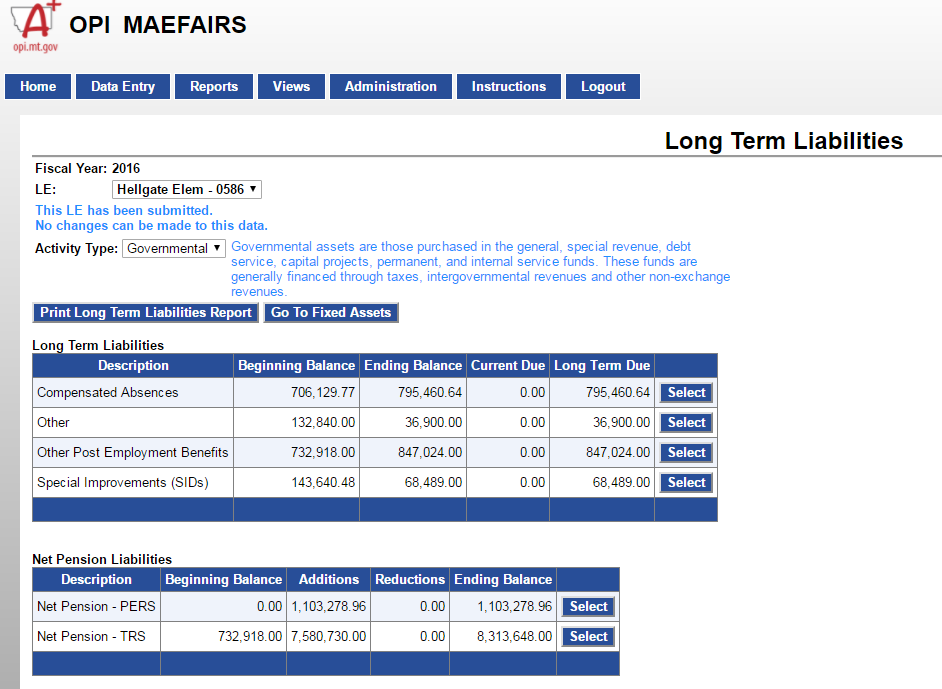 A+
opi.mt.gov
OPI MAEFAIRS
Home Data Entry Reports Views Administration Instructions Logout
Long Term Liabilities
Fiscal Year: 2016
LE: Hellgate Elem - 0586
This LE has been submitted.
No changes can be made to this data.
Activity Type: Governmental
Governmental assets are those purchased in the general, special revenue, debt
service, capital projects, permanent, and internal service funds. These funds are
generally financed through taxes, intergovernmental revenues and other non-exchange
revenues.
Print Long Term Liabilities Report Go To Fixed Assets
Long Term Liabilities
Description Beginning Balance Ending Balance Current Due Long Term Due
Compensated Absences 706,129.77 795,460.64 0.00 795,460.64 Select
Other 132,840.00 36,900.00 0.00 36,900.00 Select
Other Post Employment Benefits 732,918.00 847,024.00 0.00 847,024.00 Select
Special Improvements (SIDs) 143,640.48 68,489.00 0.00 68,489.00 Select
Net Pension Liabilities
Description Beginning Balance Additions Reductions Ending Balance
Net Pension - PERS 0.00 1,103,278.96 0.00 1,103,278.96 Select
Net Pension - TRS 732,918.00 7,580,730.00 0.00 8,313,648.00 Select